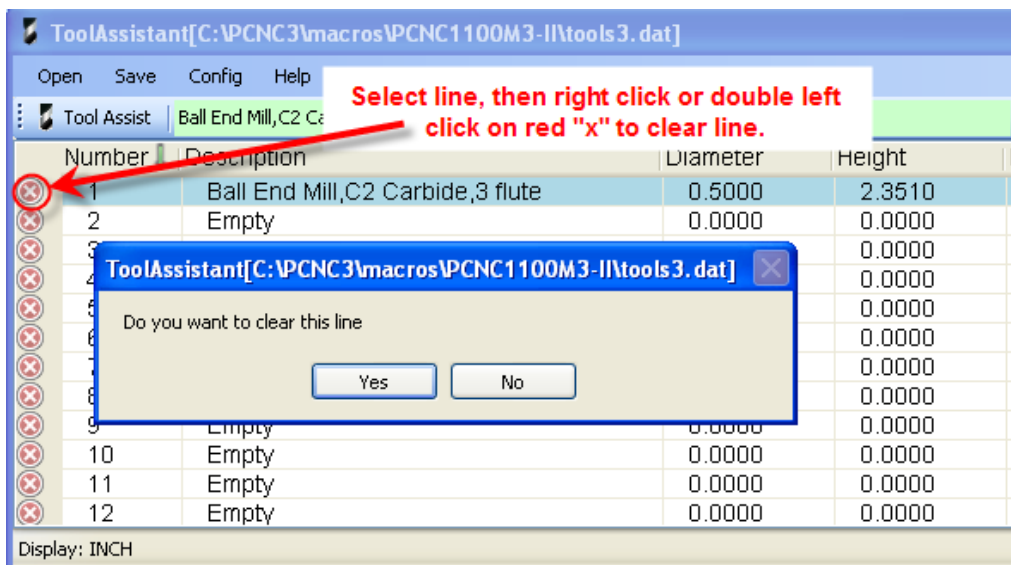 ToolAssistant[C:\PCNC3\macros\PCNC1100M3-II\tools3.dat]
Open Save Config Help
Select line, then right click or double left
click on red "x" to clear line.
Tool Assist Ball End Mill,C2
Number Description Diameter Height
1 Ball End Mill,C2 Carbide,3 flute 0.5000 2.3510
2 Empty 0.0000 0.0000
0.0000
ToolAssistant[C:\PCNC3\macros\PCNC1100M3-II\tools3.dat]
0.0000
Do you want to clear this line
0.0000
0.0000
Yes No
0.0000
0.0000
9 Empty 0.0000 0.0000
10 Empty 0.0000 0.0000
11 Empty 0.0000 0.0000
12 Empty 0.0000 0.0000
Display: INCH